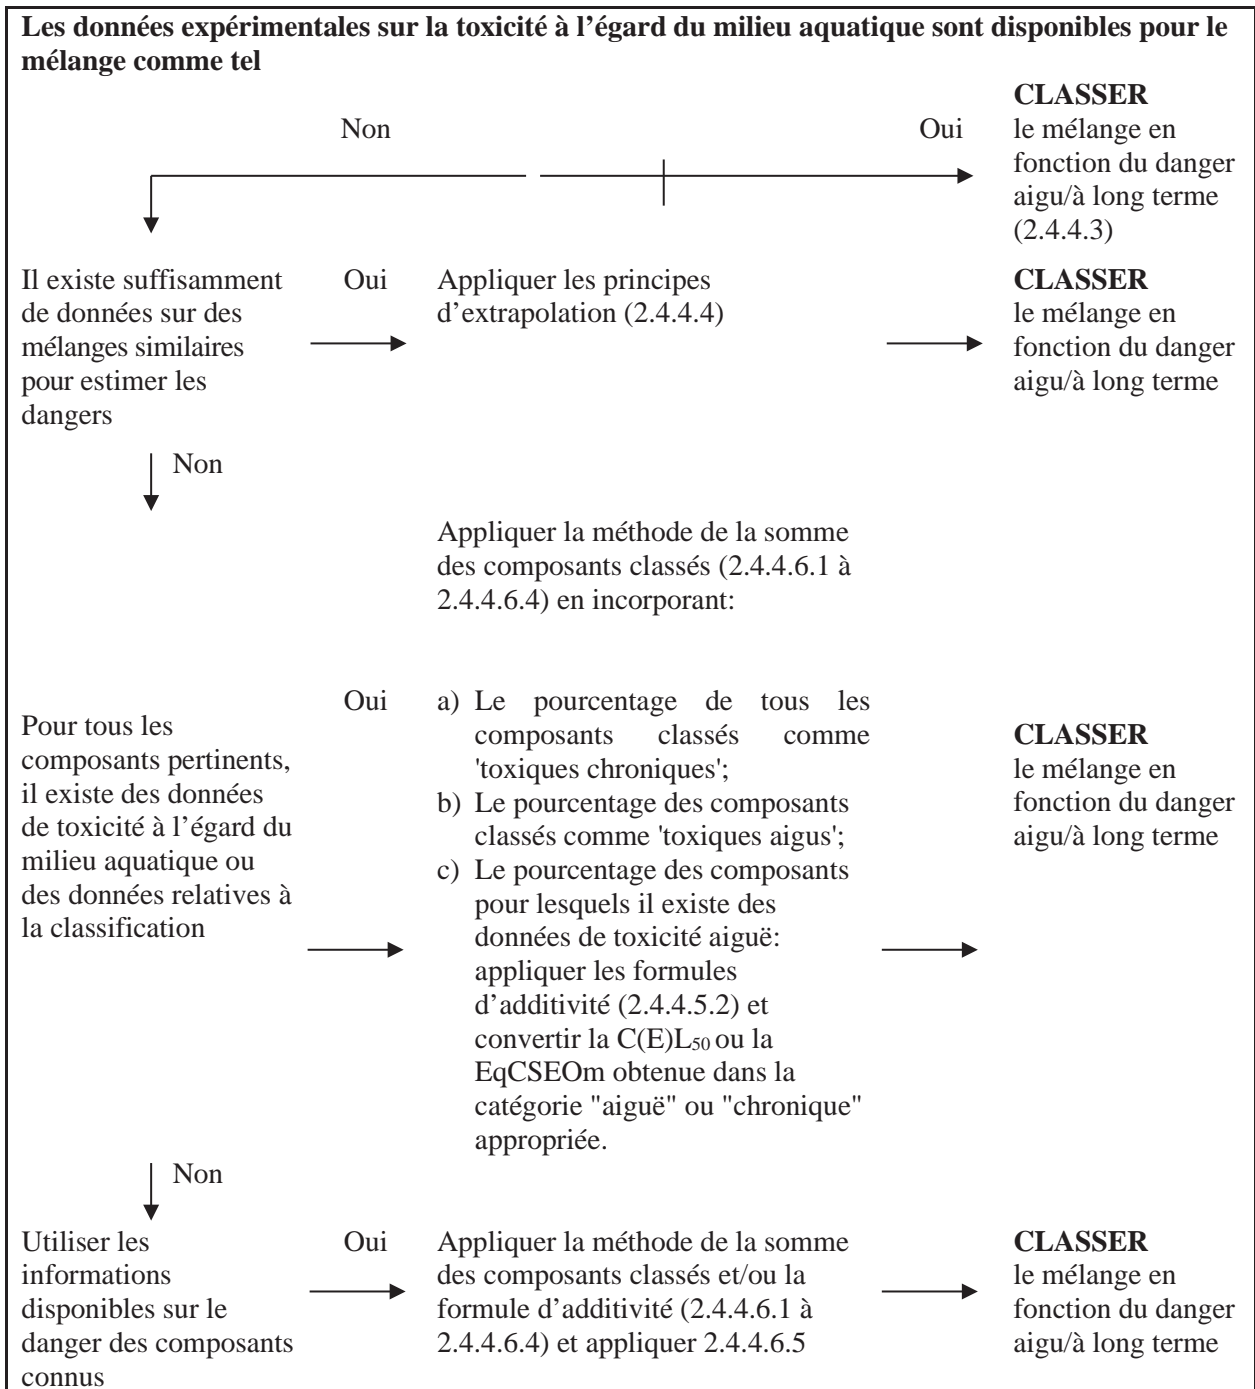 Les données expérimentales sur la toxicité à l'égard du milieu aquatique sont disponibles pour le
mélange comme tel
Non
Oui
CLASSER
le mélange en
fonction du danger
aigu/à long terme
(2.4.4.3)
Il existe suffisamment
de données sur des
mélanges similaires
pour estimer les
dangers
Oui
Appliquer les principes
d'extrapolation (2.4.4.4)
CLASSER
le mélange en
fonction du danger
aigu/à long terme
Non
Appliquer la méthode de la somme
des composants classés (2.4.4.6.1 à
2.4.4.6.4) en incorporant:
Pour tous les
composants pertinents,
il existe des données
de toxicité à l'égard du
milieu aquatique ou
des données relatives à
la classification
Oui
a) Le pourcentage de tous les
composants classés comme
'toxiques chroniques';
b) Le pourcentage des composants
classés comme 'toxiques aigus';
c) Le pourcentage des composants
pour lesquels il existe des
données de toxicité aiguë:
appliquer les formules
d'additivité (2.4.4.5.2) et
convertir la C(E)L50 ou la
EqCSEOm obtenue dans la
catégorie "aiguë" ou "chronique"
appropriée.
CLASSER
le mélange en
fonction du danger
aigu/à long terme
Non
Utiliser les
informations
disponibles sur le
danger des composants
connus
Oui
Appliquer la méthode de la somme
des composants classés et/ou la
formule d'additivité (2.4.4.6.1 à
2.4.4.6.4) et appliquer 2.4.4.6.5
CLASSER
le mélange en
fonction du danger
aigu/à long terme